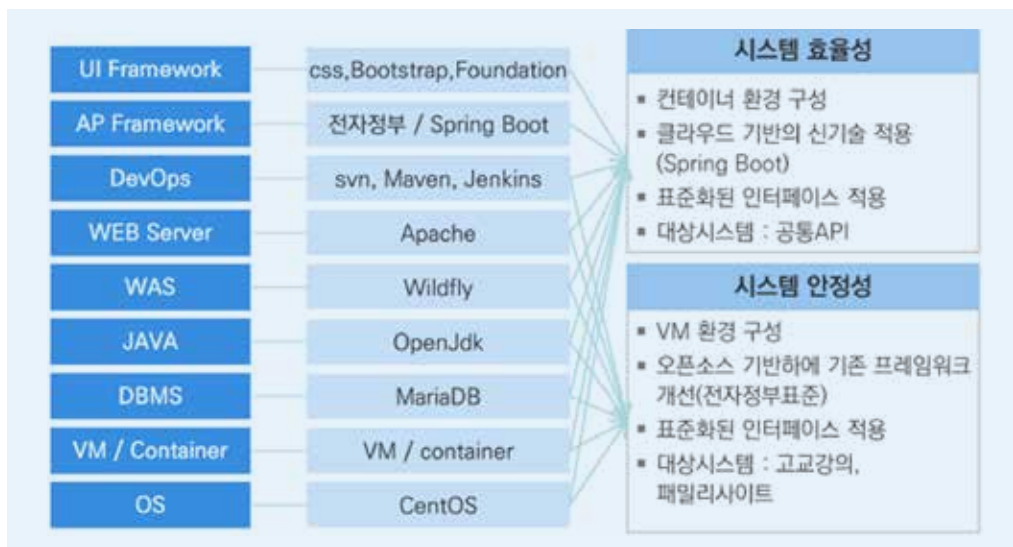 UI Framework
css,Bootstrap,Foundation
AP Framework
전자정부 / Spring Boot
DevOps
svn, Maven, Jenkins
WEB Server
Apache
WAS
Wildfly
JAVA
OpenJdk
DBMS
MariaDB
VM / Container
VM / container
OS
CentOS
시스템 효율성
▪ 컨테이너 환경 구성
▪ 클라우드 기반의 신기술 적용
(Spring Boot)
▪ 표준화된 인터페이스 적용
▪ 대상시스템 : 공통API
시스템 안정성
▪ VM 환경 구성
▪ 오픈소스 기반하에 기존 프레임워크
개선(전자정부표준)
▪ 표준화된 인터페이스 적용
▪ 대상시스템 : 고교강의,
패밀리사이트